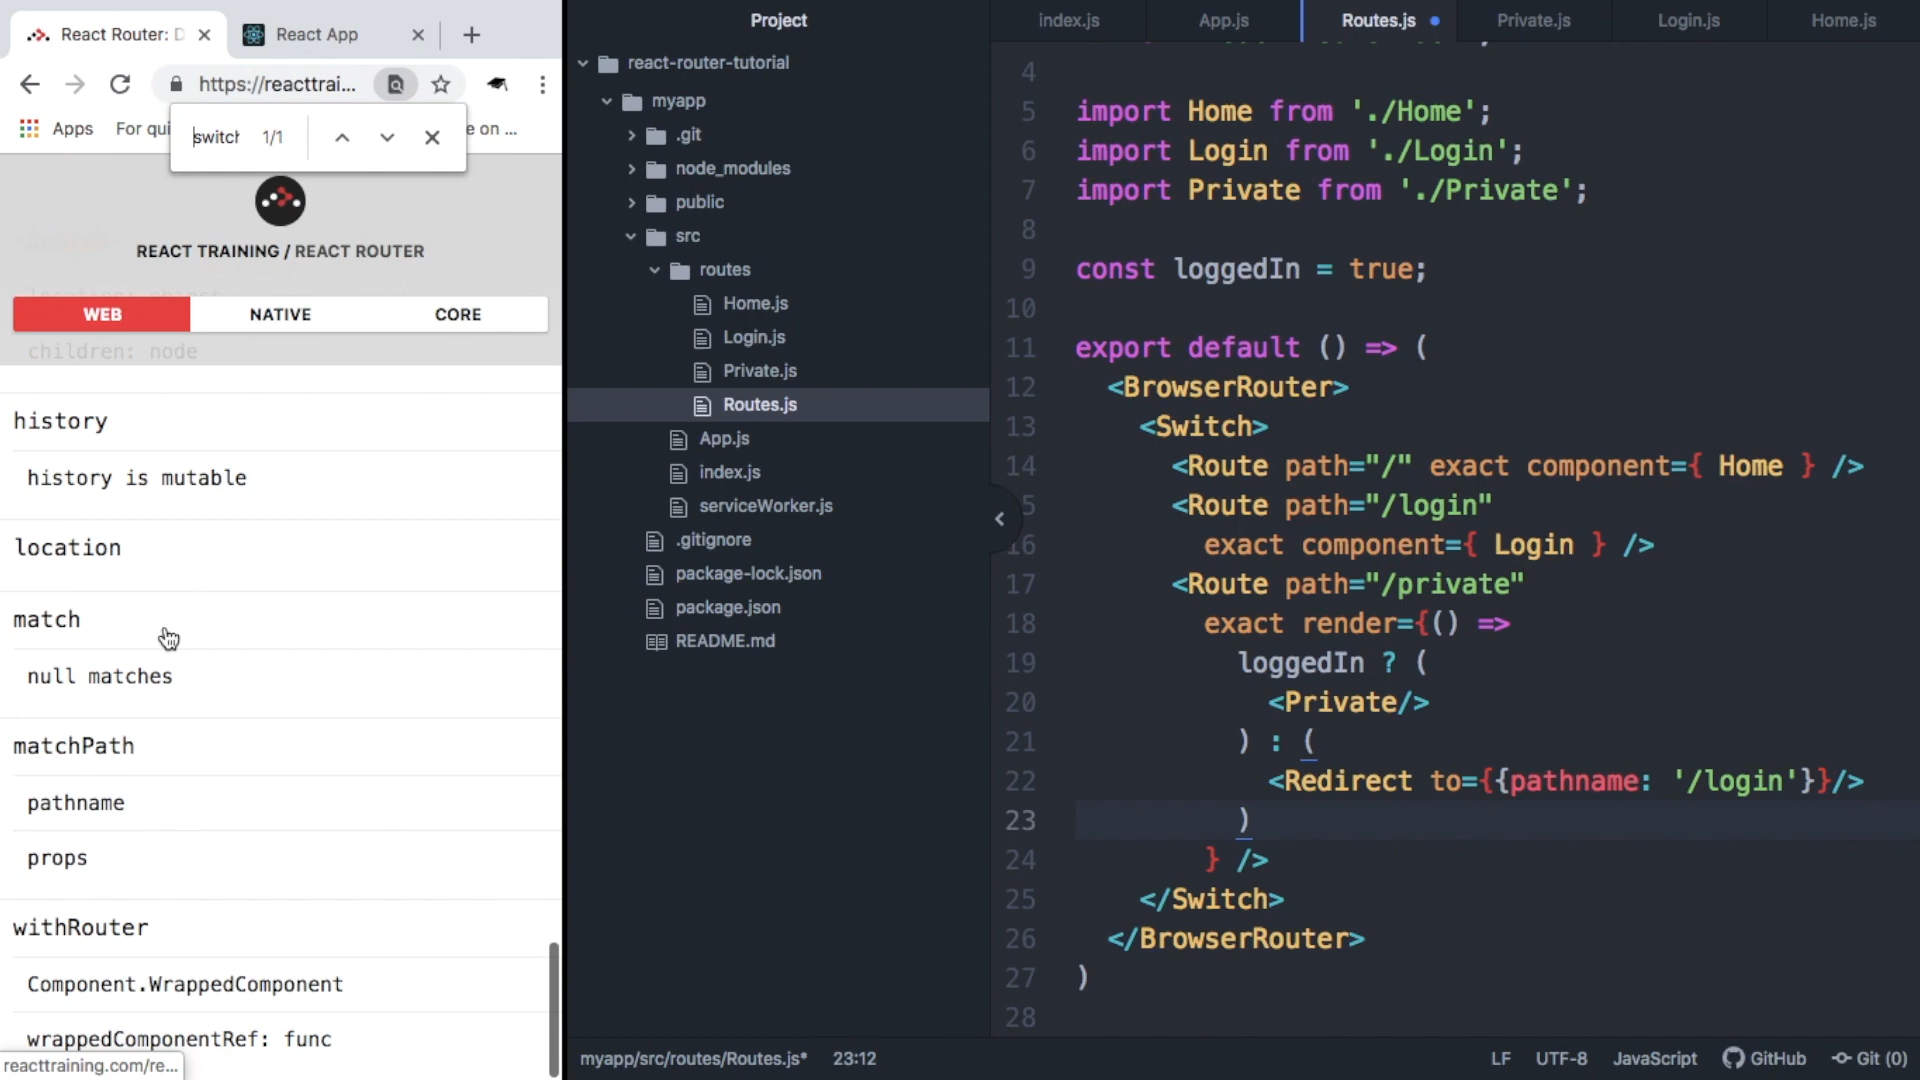 React Router: D
React App
https://reacttrai...
Apps
For qui
e on ...
switch
1/1
REACT TRAINING / REACT ROUTER
WEB
NATIVE
CORE
children: node
history
history is mutable
location
match
null matches
matchPath
pathname
props
withRouter
Component.WrappedComponent
wrappedComponentRef: func
reacttraining.com/re...
Project
react-router-tutorial
myapp
.git
node_modules
public
src
routes
Home.js
Login.js
Private.js
Routes.js
App.js
index.js
serviceWorker.js
.gitignore
package-lock.json
package.json
README.md
index.js
App.js
Routes.js
Private.js
Login.js
Home.js
4
5 import Home from './Home';
6 import Login from './Login';
7 import Private from './Private';
8
9 const loggedIn = true;
10
11 export default () => (
12 <BrowserRouter>
13 <Switch>
14 <Route path="/" exact component={ Home } />
5 <Route path="/login"
16 exact component={ Login } />
17 <Route path="/private"
18 exact render={() =>
19 loggedIn ? (
20 <Private/>
21 ) : (
22 <Redirect to={{pathname: '/login'}}/>
23 )
24 } />
25 </Switch>
26 </BrowserRouter>
27 )
28
myapp/src/routes/Routes.js*
23:12
LF
UTF-8
JavaScript
GitHub
Git (0)